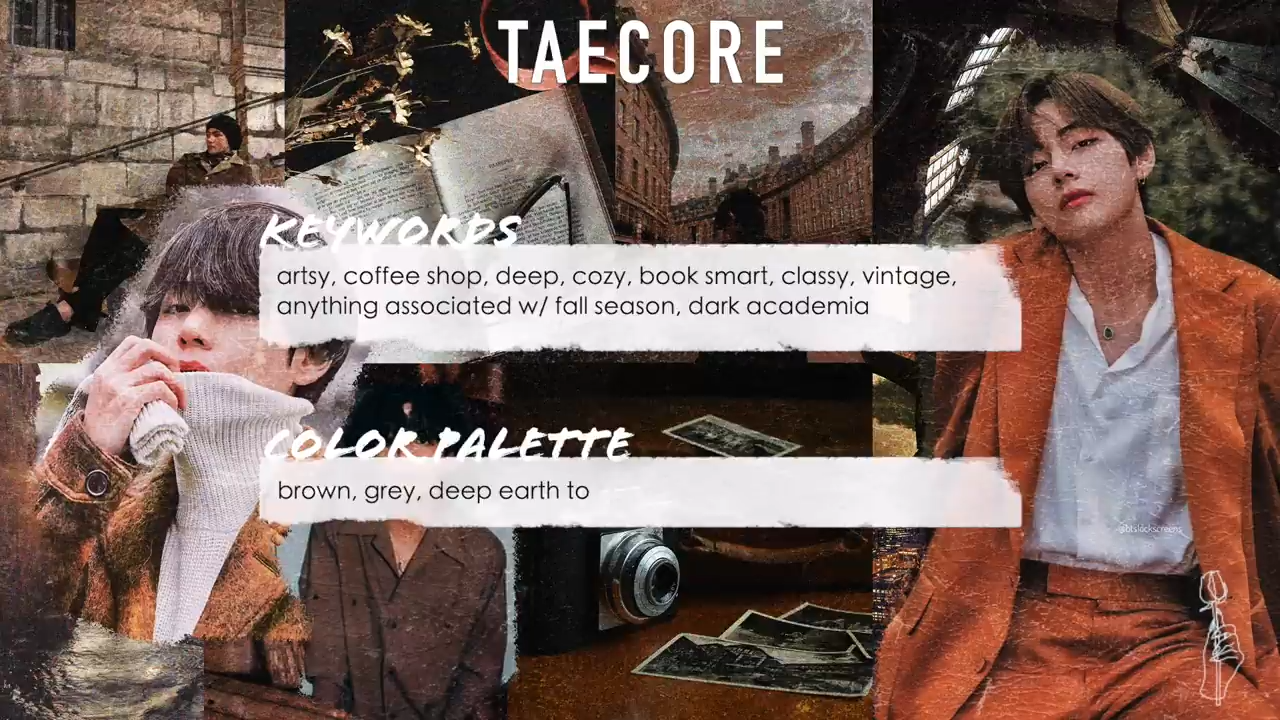 TAECORE
KEYWORDS
artsy, coffee shop, deep, cozy, book smart, classy, vintage,
anything associated w/ fall season, dark academia
COLOR PALETTE
brown, grey, deep earth to
@btslockscreens